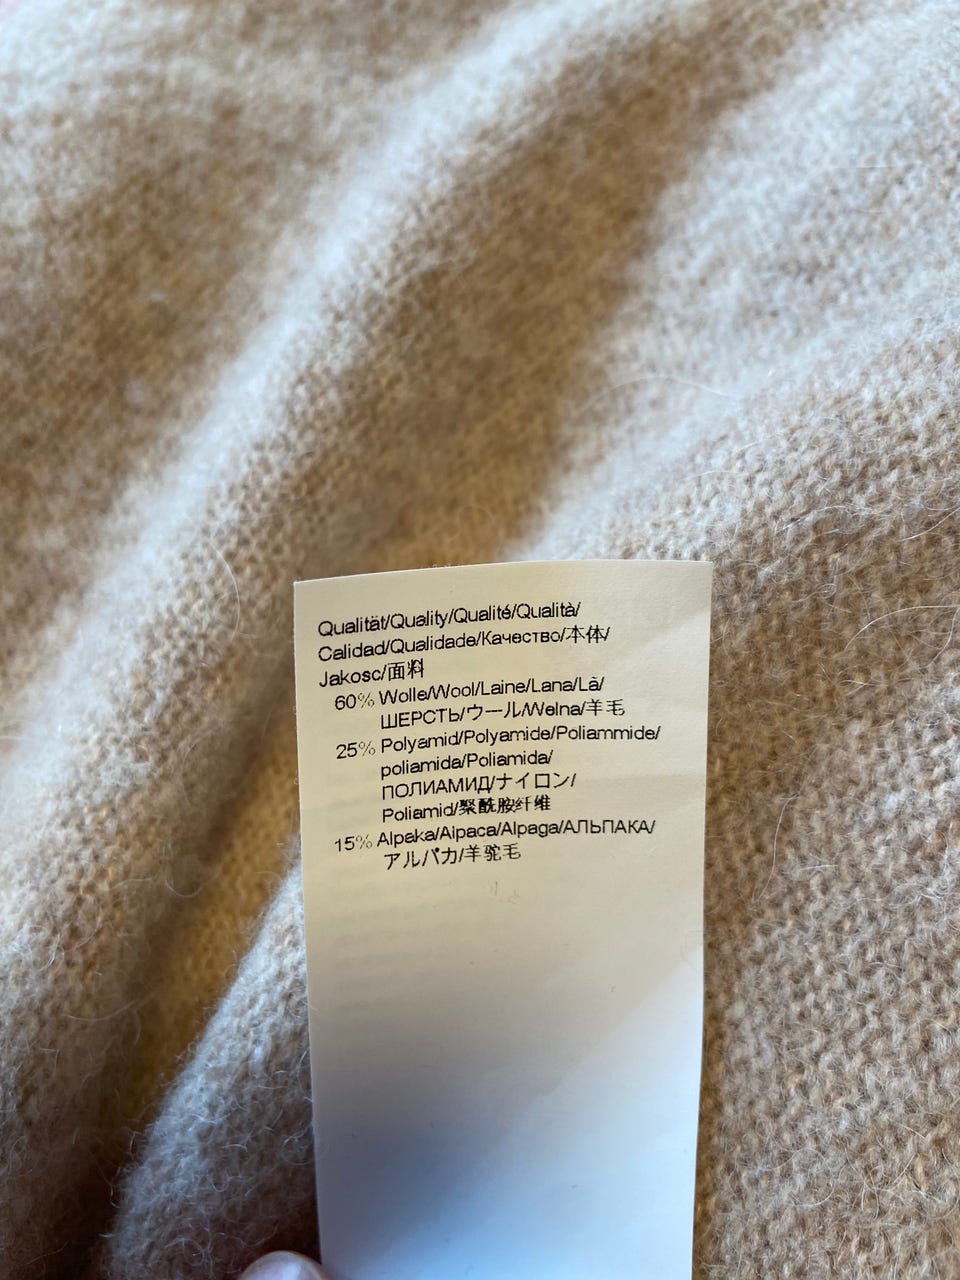 Qualität/Quality/Qualité/Qualità/
Calidad/Qualidade/Качество/本体/
Jakosc/面料
60% Wolle/Wool/Laine/Lana/Lã/
ШЕРСТЬ/ウール/Wełna/羊毛
25% Polyamid/Polyamide/Poliammide/
poliamida/Poliamida/
ПОЛИАМИД/ナイロン/
Poliamid/聚酰胺纤维
15% Alpaka/Alpaca/Alpaga/АЛЬПАКА/
アルパカ/羊驼毛